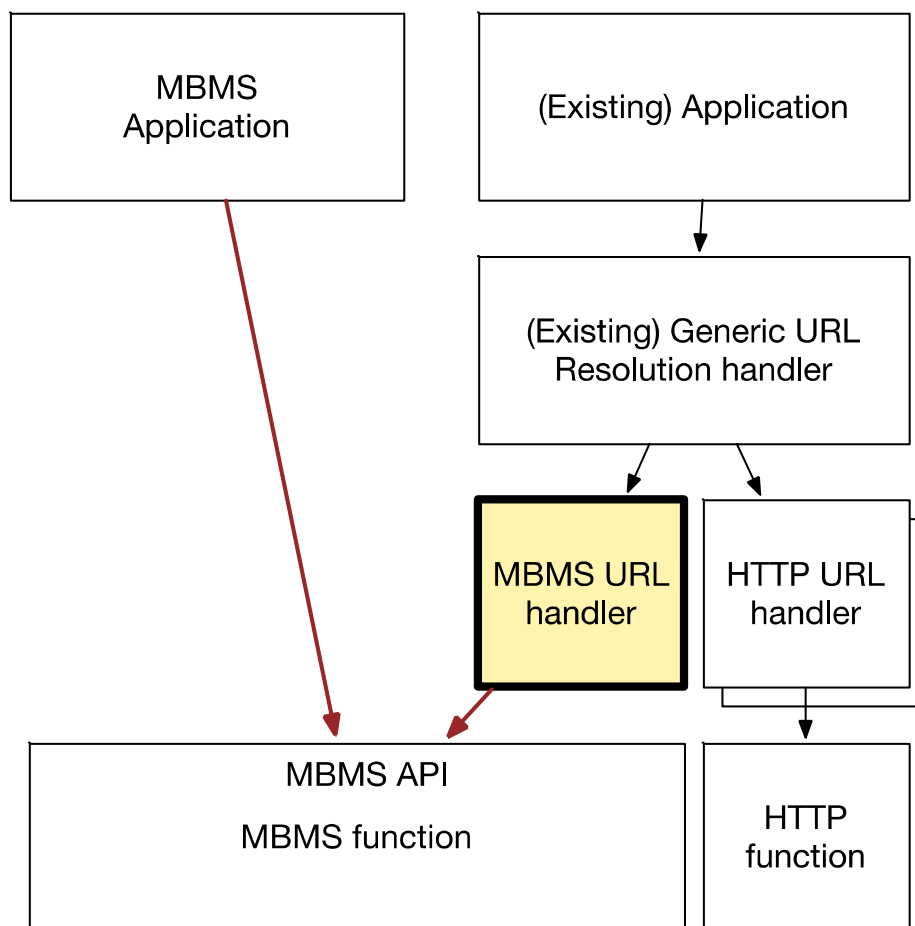 MBMS
Application
(Existing) Application
(Existing) Generic URL
Resolution handler
MBMS URL
handler
HTTP URL
handler
MBMS API
MBMS function
HTTP
function